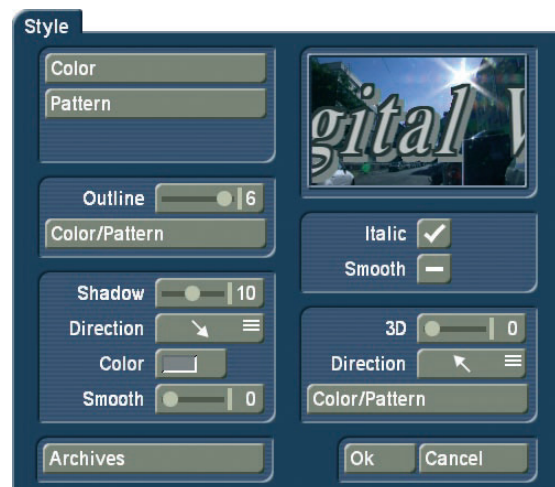 Style
Color
Pattern
gital
Outline 6
Color/Pattern
Italic
Smooth
Shadow 10
Direction
Color
Smooth 0
3D 0
Direction
Color/Pattern
Archives
Ok
Cancel